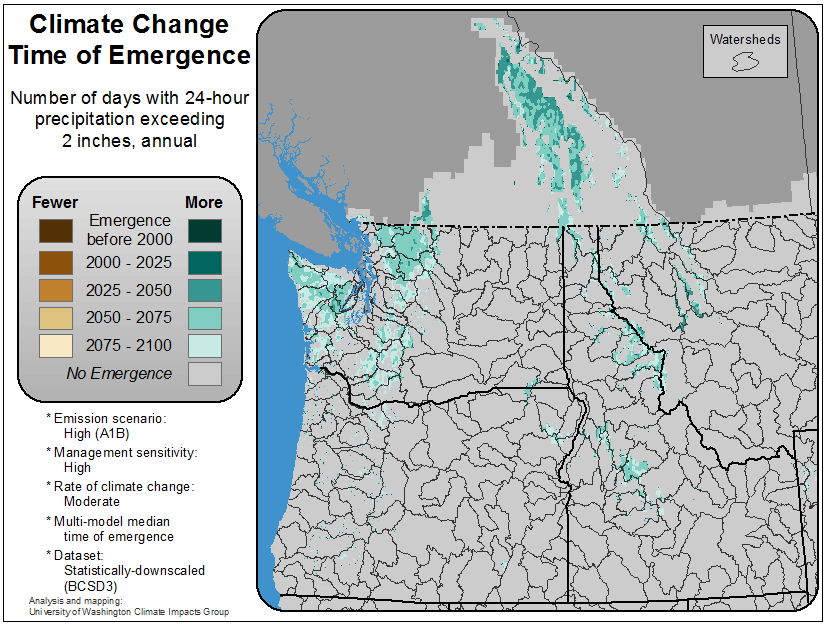 Climate Change
Time of Emergence
Number of days with 24-hour
precipitation exceeding
2 inches, annual
Fewer More
Emergence
before 2000
2000 - 2025
2025 - 2050
2050 - 2075
2075 - 2100
No Emergence
* Emission scenario:
High (A1B)
* Management sensitivity:
High
* Rate of climate change:
Moderate
* Multi-model median
time of emergence
* Dataset:
Statistically-downscaled
(BCSD3)
Analysis and mapping:
University of Washington Climate Impacts Group
Watersheds